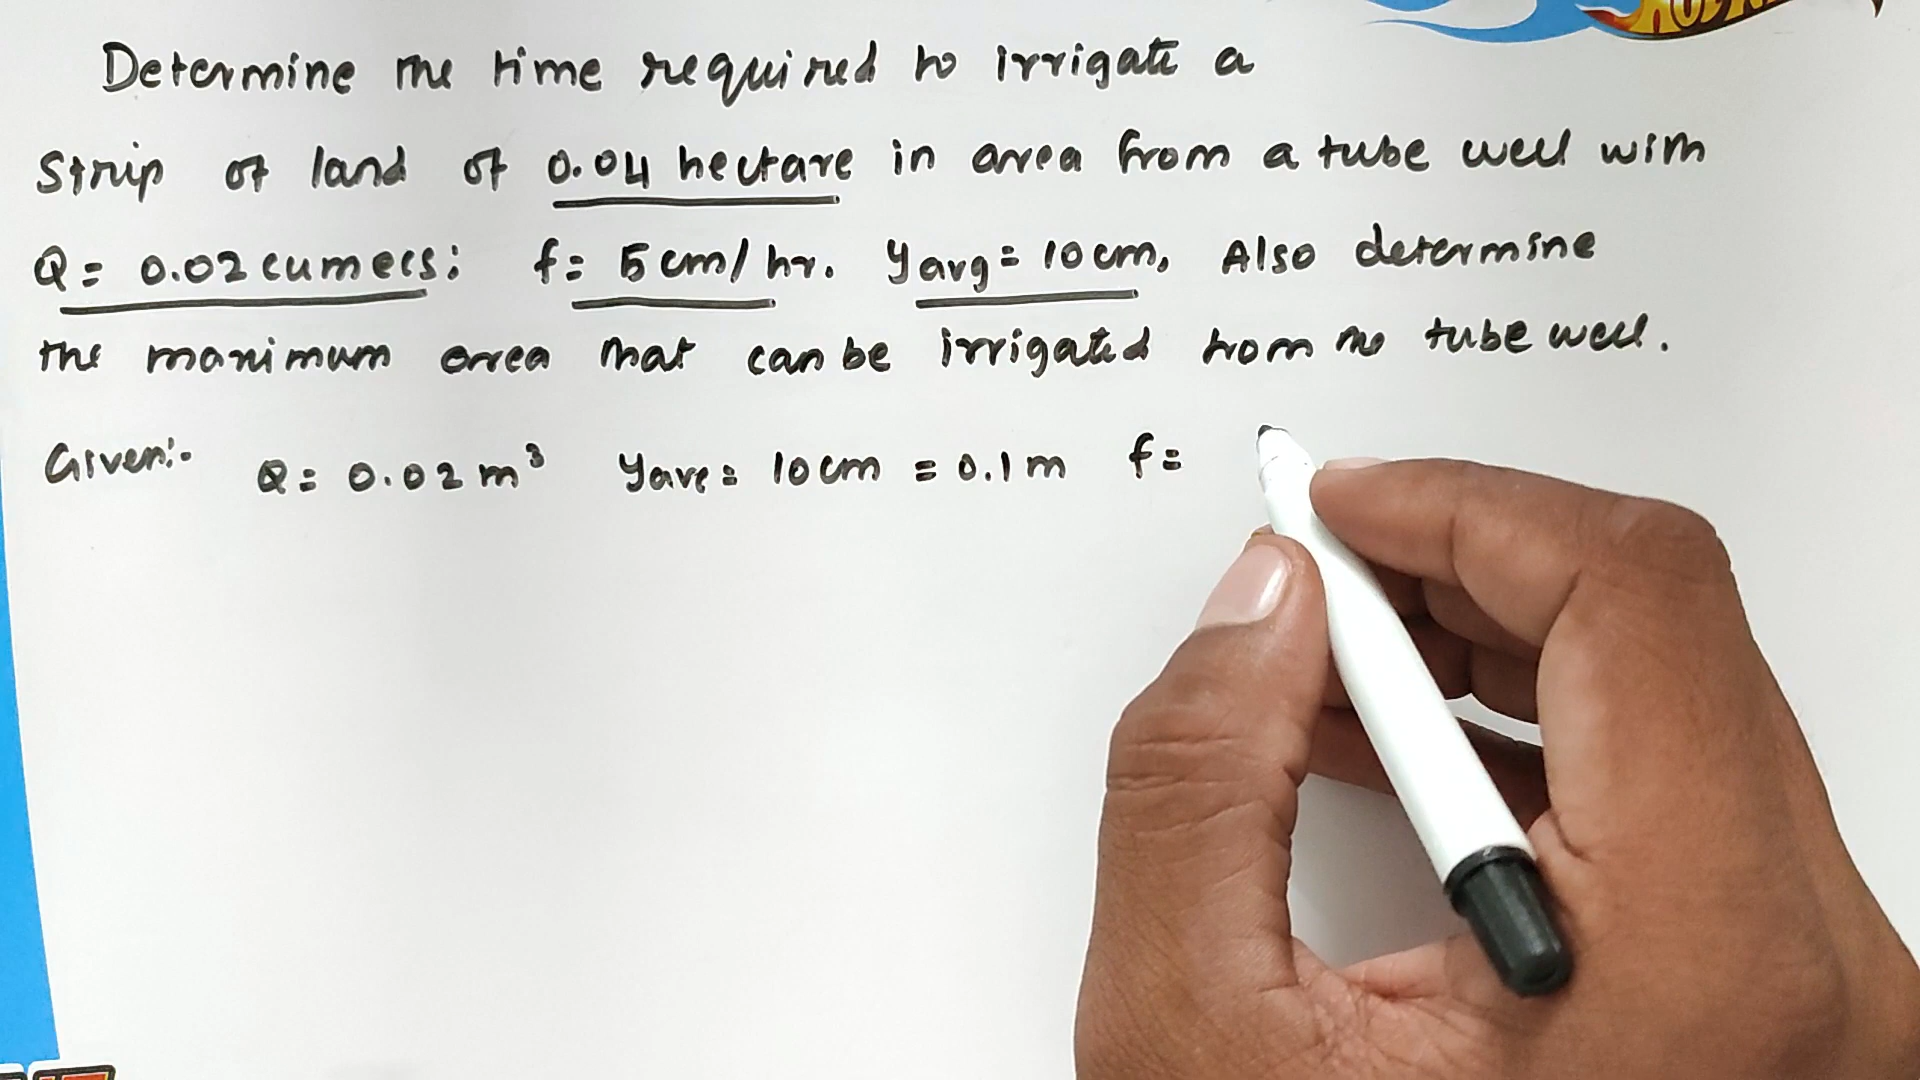 Determine the time required to irrigate a
Strip of land of 0.04 hectare in area from a tube well with
Q= 0.02 cumecs; f= 5 cm/hr. yavg= 10 cm, Also determine
the maximum area that can be irrigated from the tube well.
Given:- Q= 0.02 m³ yave= 10 cm = 0.1 m f=